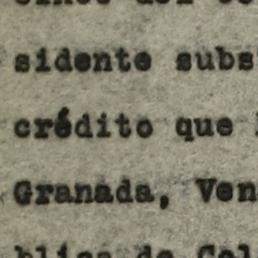 sidente subs
crédito que
Granada, Ven